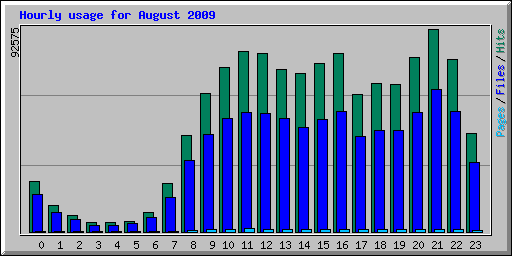 Hourly usage for August 2009
92575
Pages / Files / Hits
0 1 2 3 4 5 6 7 8 9 10 11 12 13 14 15 16 17 18 19 20 21 22 23